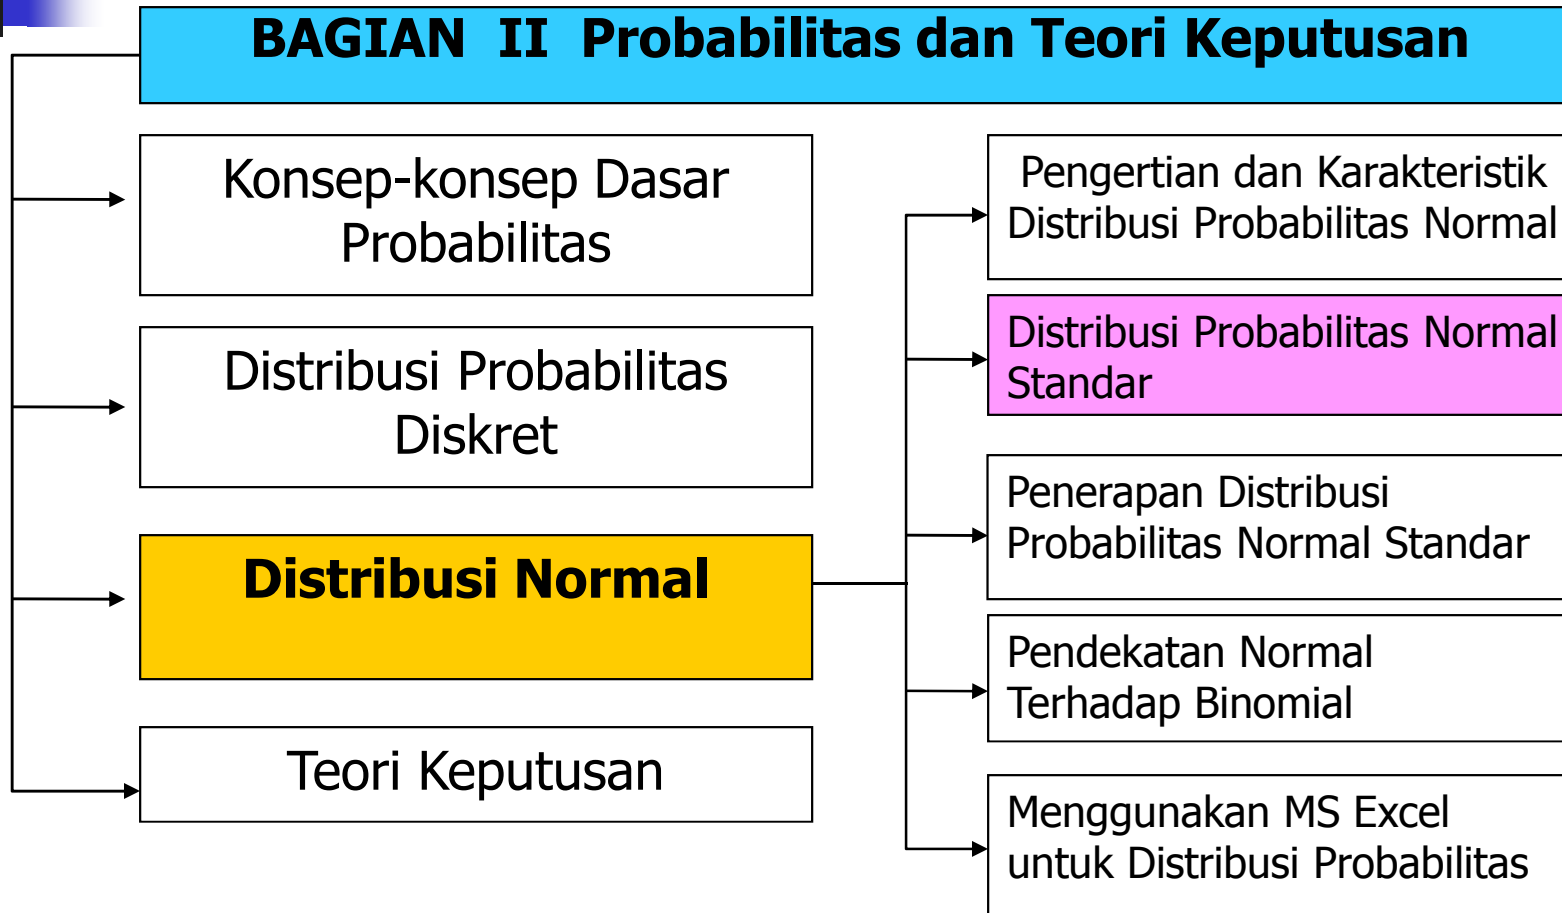 BAGIAN II Probabilitas dan Teori Keputusan
Konsep-konsep Dasar
Probabilitas
Distribusi Probabilitas
Diskret
Distribusi Normal
Teori Keputusan
Pengertian dan Karakteristik
Distribusi Probabilitas Normal
Distribusi Probabilitas Normal
Standar
Penerapan Distribusi
Probabilitas Normal Standar
Pendekatan Normal
Terhadap Binomial
Menggunakan MS Excel
untuk Distribusi Probabilitas